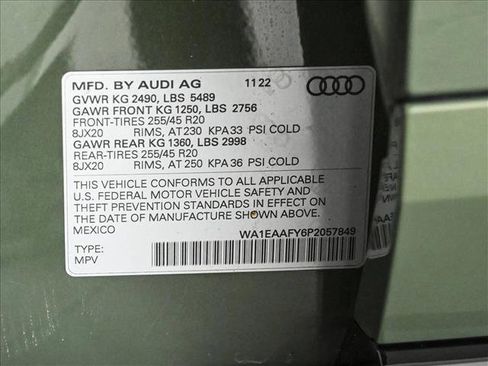 MFD. BY AUDI AG 11 22
GVWR KG 2490, LBS 5489
GAWR FRONT KG 1250, LBS 2756
FRONT-TIRES 255/45 R20
8JX20 RIMS, AT 230 KPA 33 PSI COLD
GAWR REAR KG 1360, LBS 2998
REAR-TIRES 255/45 R20
8JX20 RIMS, AT 250 KPA 36 PSI COLD
THIS VEHICLE CONFORMS TO ALL APPLICABLE
U.S. FEDERAL MOTOR VEHICLE SAFETY AND
THEFT PREVENTION STANDARDS IN EFFECT ON
THE DATE OF MANUFACTURE SHOWN ABOVE.
MEXICO
WA1EAAFY6P2057849
TYPE:
MPV